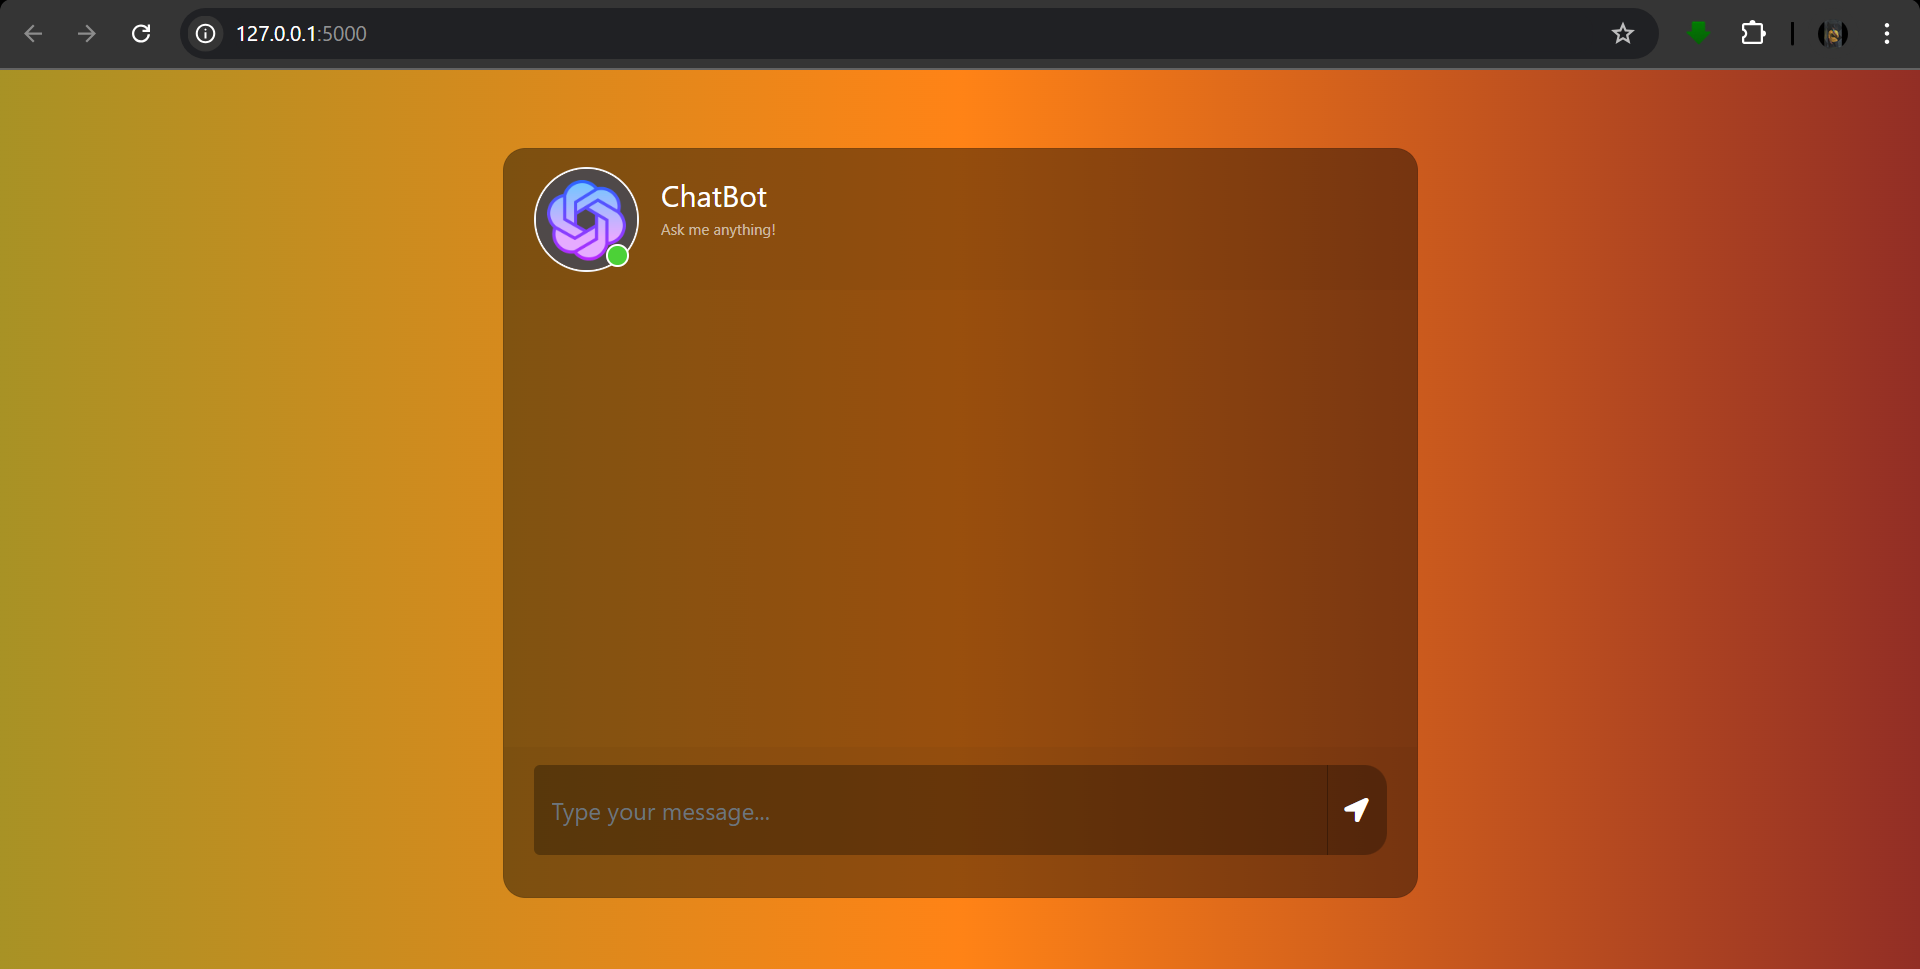 127.0.0.1:5000
ChatBot
Ask me anything!
Type your message...